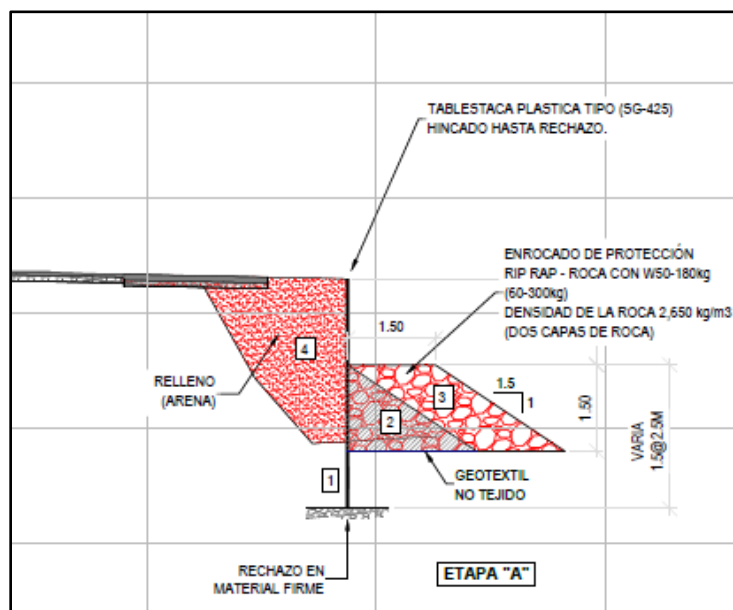 TABLESTACA PLASTICA TIPO (SG-425)
HINCADO HASTA RECHAZO.
ENROCADO DE PROTECCIÓN
RIP RAP - ROCA CON W50-180kg
(60-300kg)
DENSIDAD DE LA ROCA 2,650 kg/m3
(DOS CAPAS DE ROCA)
1.50
4
RELLENO
(ARENA)
1.5
1
3
2
1.50
VARIA
1.5@2.5M
1
GEOTEXTIL
NO TEJIDO
RECHAZO EN
MATERIAL FIRME
ETAPA "A"